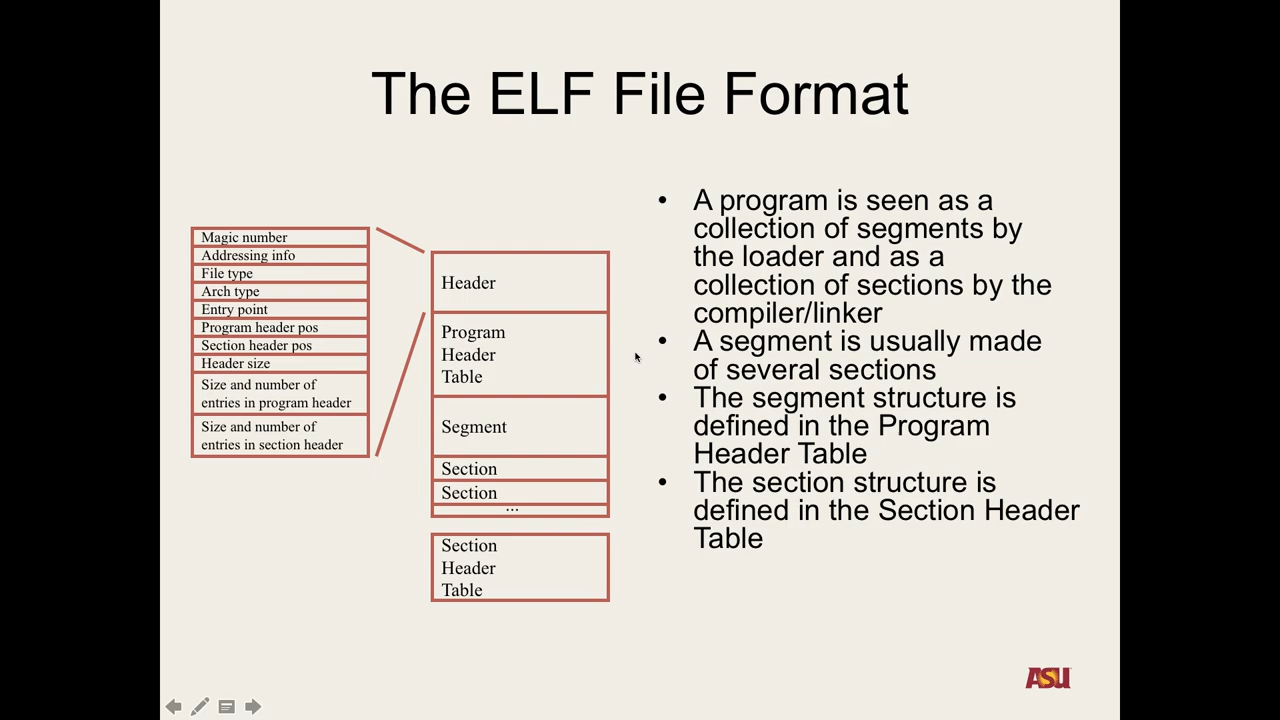 The ELF File Format
Magic number
Addressing info
File type
Arch type
Entry point
Program header pos
Section header pos
Header size
Size and number of
entries in program header
Size and number of
entries in section header
Header
Program
Header
Table
Segment
Section
Section
...
Section
Header
Table
• A program is seen as a
collection of segments by
the loader and as a
collection of sections by the
compiler/linker
• A segment is usually made
of several sections
• The segment structure is
defined in the Program
Header Table
• The section structure is
defined in the Section Header
Table
ASU